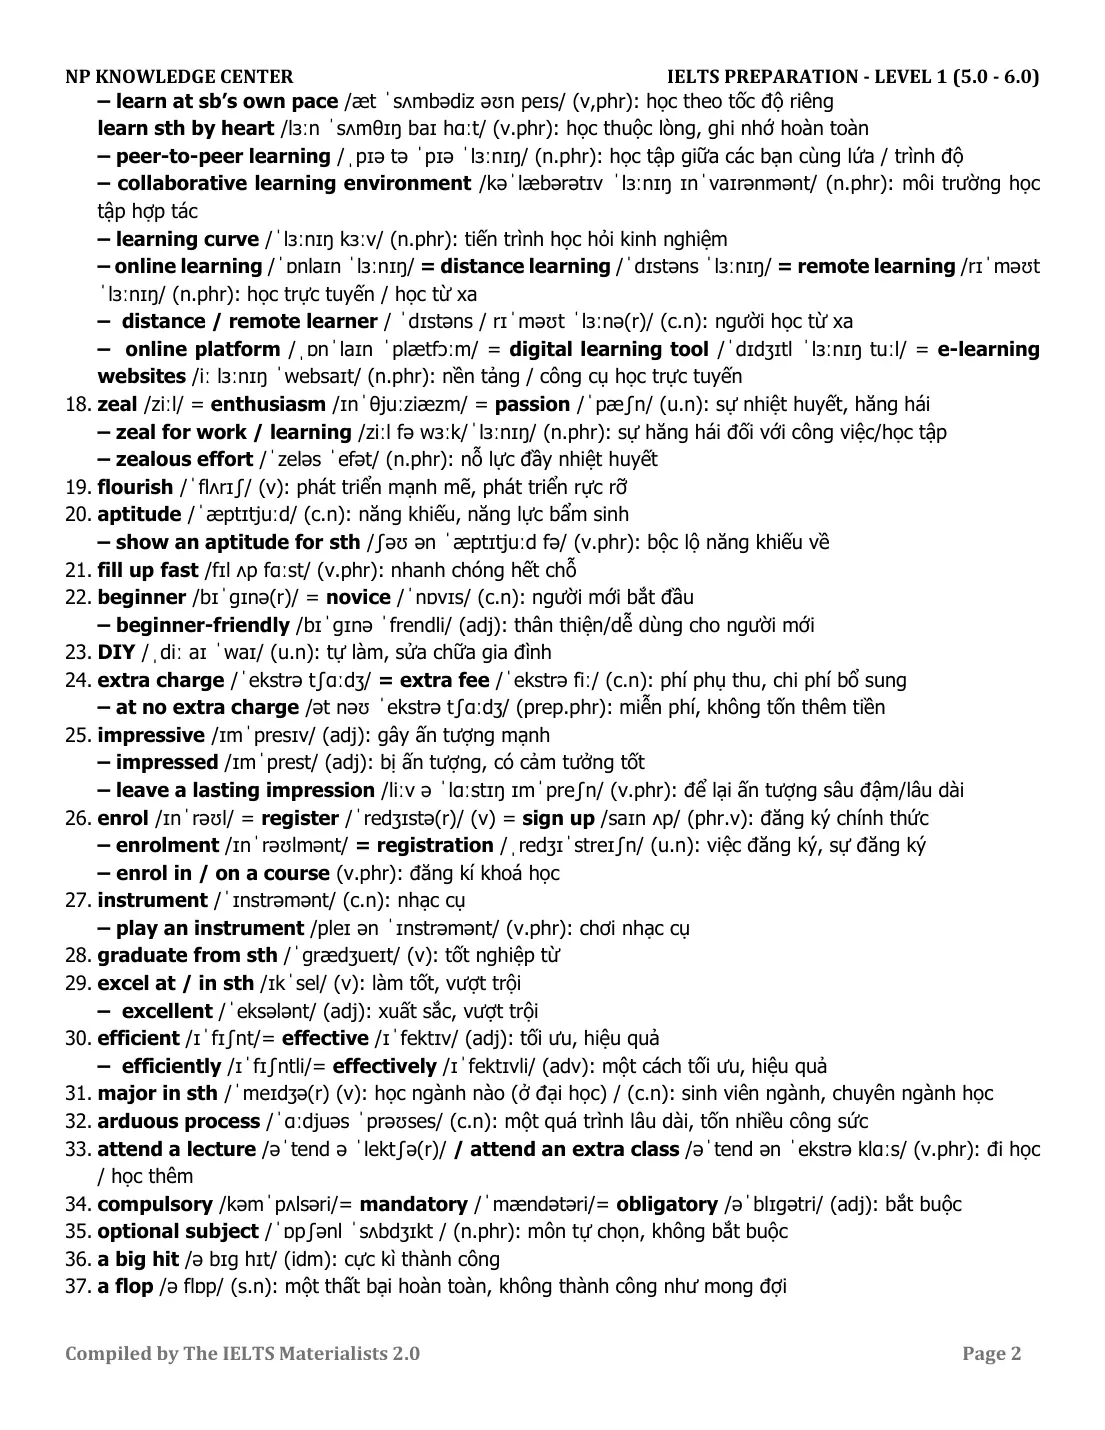 NP KNOWLEDGE CENTER IELTS PREPARATION - LEVEL 1 (5.0 - 6.0)
– learn at sb’s own pace /æt ˈsʌmbədiz əʊn peɪs/ (v,phr): học theo tốc độ riêng
learn sth by heart /lɜːn ˈsʌmθɪŋ baɪ hɑːt/ (v.phr): học thuộc lòng, ghi nhớ hoàn toàn
– peer-to-peer learning /ˌpɪə tə ˈpɪə ˈlɜːnɪŋ/ (n.phr): học tập giữa các bạn cùng lứa / trình độ
– collaborative learning environment /kəˈlæbərətɪv ˈlɜːnɪŋ ɪnˈvaɪrənmənt/ (n.phr): môi trường học
tập hợp tác
– learning curve /ˈlɜːnɪŋ kɜːv/ (n.phr): tiến trình học hỏi kinh nghiệm
– online learning /ˈɒnlaɪn ˈlɜːnɪŋ/ = distance learning /ˈdɪstəns ˈlɜːnɪŋ/ = remote learning /rɪˈməʊt
ˈlɜːnɪŋ/ (n.phr): học trực tuyến / học từ xa
– distance / remote learner / ˈdɪstəns / rɪˈməʊt ˈlɜːnə(r)/ (c.n): người học từ xa
– online platform /ˌɒnˈlaɪn ˈplætfɔːm/ = digital learning tool /ˈdɪdʒɪtl ˈlɜːnɪŋ tuːl/ = e-learning
websites /iː lɜːnɪŋ ˈwebsaɪt/ (n.phr): nền tảng / công cụ học trực tuyến
18. zeal /ziːl/ = enthusiasm /ɪnˈθjuːziæzm/ = passion /ˈpæʃn/ (u.n): sự nhiệt huyết, hăng hái
– zeal for work / learning /ziːl fə wɜːk/ˈlɜːnɪŋ/ (n.phr): sự hăng hái đối với công việc/học tập
– zealous effort /ˈzeləs ˈefət/ (n.phr): nỗ lực đầy nhiệt huyết
19. flourish /ˈflʌrɪʃ/ (v): phát triển mạnh mẽ, phát triển rực rỡ
20. aptitude /ˈæptɪtjuːd/ (c.n): năng khiếu, năng lực bẩm sinh
– show an aptitude for sth /ʃəʊ ən ˈæptɪtjuːd fə/ (v.phr): bộc lộ năng khiếu về
21. fill up fast /fɪl ʌp fɑːst/ (v.phr): nhanh chóng hết chỗ
22. beginner /bɪˈgɪnə(r)/ = novice /ˈnɒvɪs/ (c.n): người mới bắt đầu
– beginner-friendly /bɪˈgɪnə ˈfrendli/ (adj): thân thiện/dễ dùng cho người mới
23. DIY /ˌdiː aɪ ˈwaɪ/ (u.n): tự làm, sửa chữa gia đình
24. extra charge /ˈekstrə tʃɑːdʒ/ = extra fee /ˈekstrə fiː/ (c.n): phí phụ thu, chi phí bổ sung
– at no extra charge /ət nəʊ ˈekstrə tʃɑːdʒ/ (prep.phr): miễn phí, không tốn thêm tiền
25. impressive /ɪmˈpresɪv/ (adj): gây ấn tượng mạnh
– impressed /ɪmˈprest/ (adj): bị ấn tượng, có cảm tưởng tốt
– leave a lasting impression /liːv ə ˈlɑːstɪŋ ɪmˈpreʃn/ (v.phr): để lại ấn tượng sâu đậm/lâu dài
26. enrol /ɪnˈrəʊl/ = register /ˈredʒɪstə(r)/ (v) = sign up /saɪn ʌp/ (phr.v): đăng ký chính thức
– enrolment /ɪnˈrəʊlmənt/ = registration /ˌredʒɪˈstreɪʃn/ (u.n): việc đăng ký, sự đăng ký
– enrol in / on a course (v.phr): đăng kí khoá học
27. instrument /ˈɪnstrəmənt/ (c.n): nhạc cụ
– play an instrument /pleɪ ən ˈɪnstrəmənt/ (v.phr): chơi nhạc cụ
28. graduate from sth /ˈgrædʒueɪt/ (v): tốt nghiệp từ
29. excel at / in sth /ɪkˈsel/ (v): làm tốt, vượt trội
– excellent /ˈeksələnt/ (adj): xuất sắc, vượt trội
30. efficient /ɪˈfɪʃnt/= effective /ɪˈfektɪv/ (adj): tối ưu, hiệu quả
– efficiently /ɪˈfɪʃntli/= effectively /ɪˈfektɪvli/ (adv): một cách tối ưu, hiệu quả
31. major in sth /ˈmeɪdʒə(r) (v): học ngành nào (ở đại học) / (c.n): sinh viên ngành, chuyên ngành học
32. arduous process /ˈɑːdjuəs ˈprəʊses/ (c.n): một quá trình lâu dài, tốn nhiều công sức
33. attend a lecture /əˈtend ə ˈlektʃə(r)/ / attend an extra class /əˈtend ən ˈekstrə klɑːs/ (v.phr): đi học
/ học thêm
34. compulsory /kəmˈpʌlsəri/= mandatory /ˈmændətəri/= obligatory /əˈblɪgətri/ (adj): bắt buộc
35. optional subject /ˈɒpʃənl ˈsʌbdʒɪkt / (n.phr): môn tự chọn, không bắt buộc
36. a big hit /ə bɪg hɪt/ (idm): cực kì thành công
37. a flop /ə flɒp/ (s.n): một thất bại hoàn toàn, không thành công như mong đợi
Compiled by The IELTS Materialists 2.0 Page 2